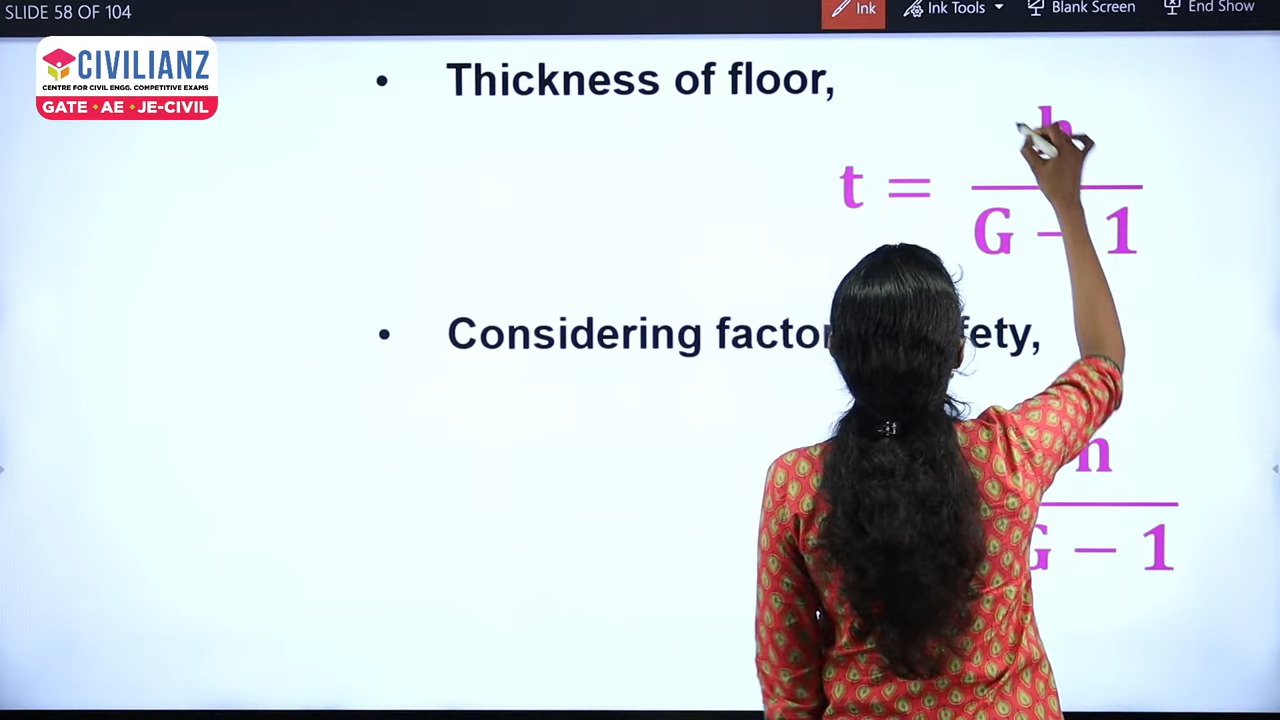 SLIDE 58 OF 104
Ink
Ink Tools
Blank Screen
End Show
CIVILIANZ
CENTRE FOR CIVIL ENGG. COMPETITIVE EXAMS
GATE • AE • JE-CIVIL
• Thickness of floor,
h
t =
G − 1
• Considering factor
fety,
G − 1